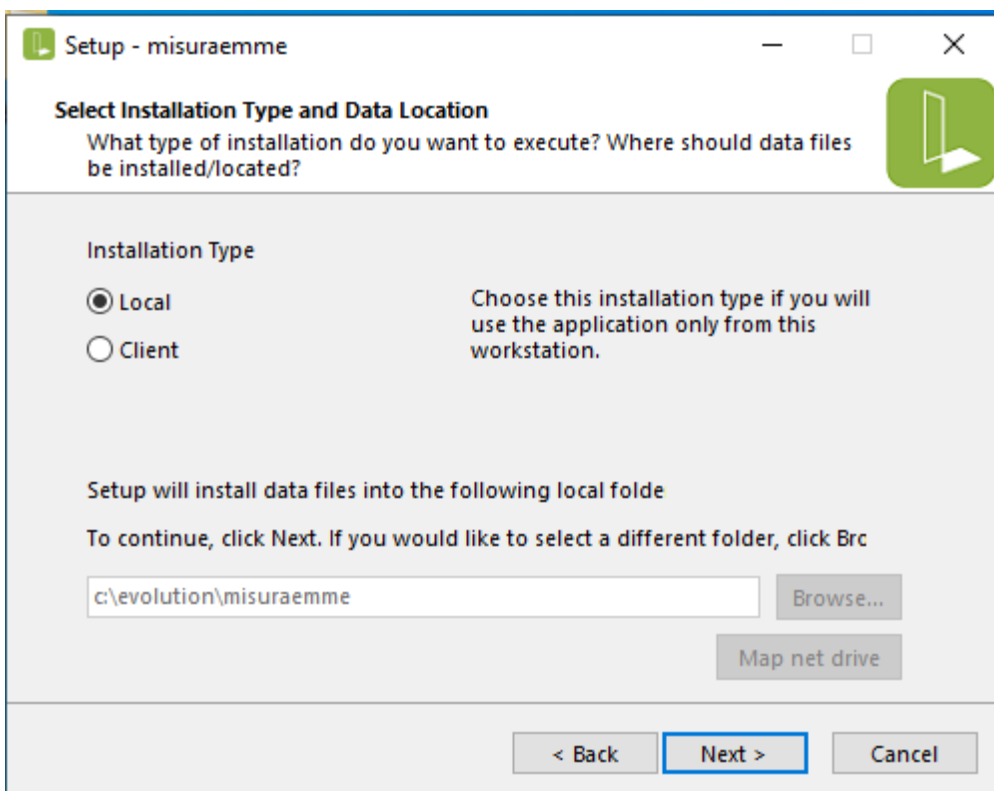 Setup - misuraemme
Select Installation Type and Data Location
What type of installation do you want to execute? Where should data files
be installed/located?
Installation Type
Local
Choose this installation type if you will
use the application only from this
workstation.
Client
Setup will install data files into the following local folde
To continue, click Next. If you would like to select a different folder, click Brc
c:\evolution\misuraemme
Browse...
Map net drive
< Back
Next >
Cancel